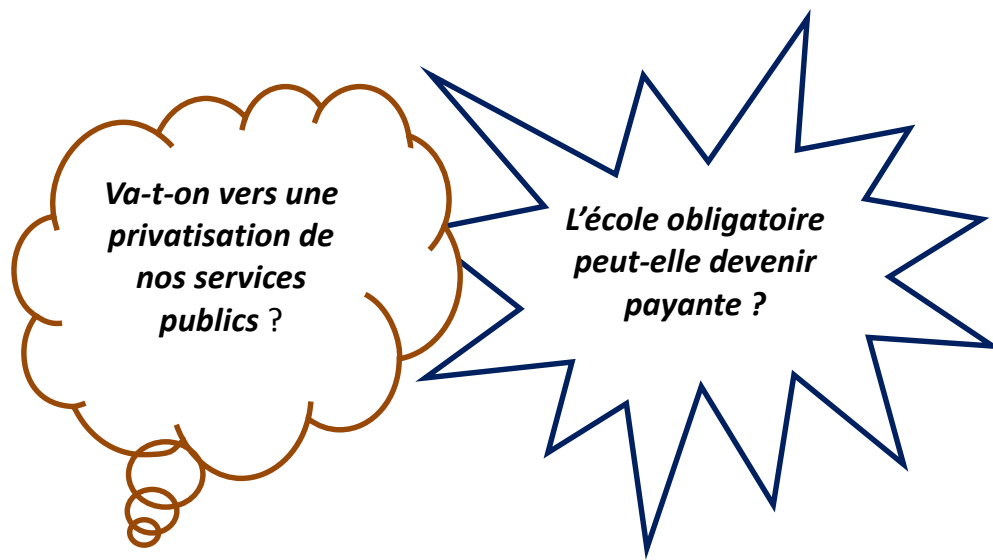 Va-t-on vers une
privatisation de
nos services
publics ?
L’école obligatoire
peut-elle devenir
payante ?